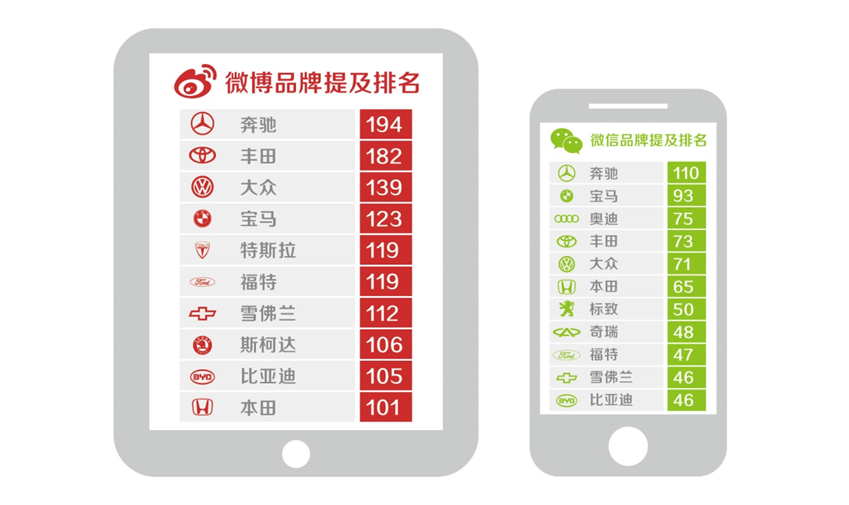 微博品牌提及排名
奔驰 194
丰田 182
大众 139
宝马 123
特斯拉 119
Ford 福特 119
雪佛兰 112
斯柯达 106
BYD 比亚迪 105
本田 101
微信品牌提及排名
奔驰 110
宝马 93
奥迪 75
丰田 73
大众 71
本田 65
标致 50
奇瑞 48
Ford 福特 47
雪佛兰 46
BYD 比亚迪 46